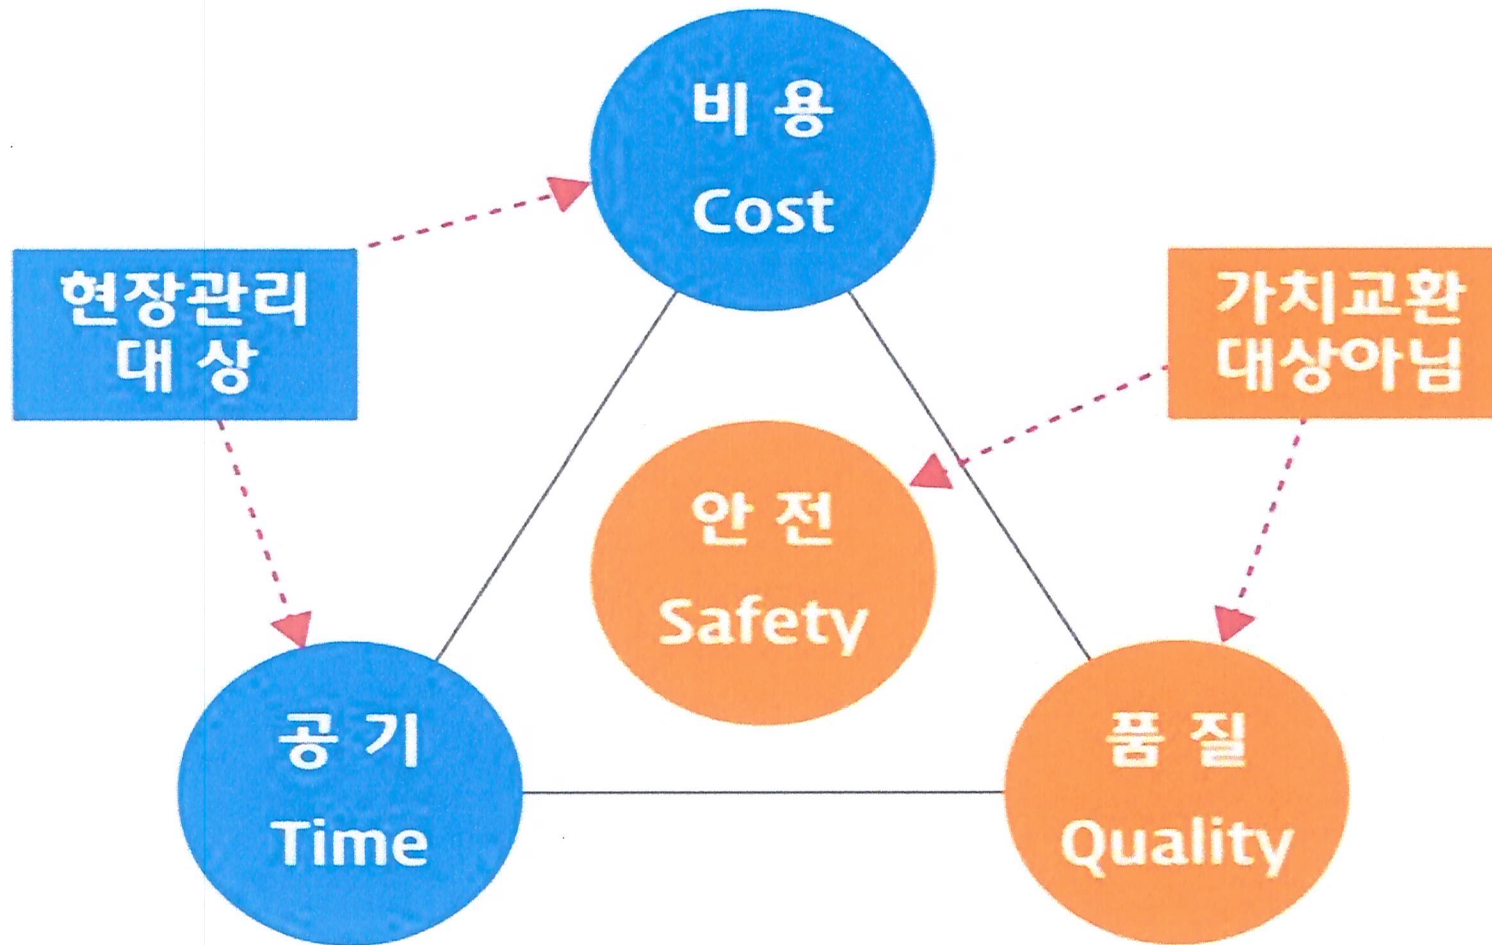 비 용
Cost
현장관리
대 상
가치교환
대상아님
안 전
Safety
공 기
Time
품 질
Quality